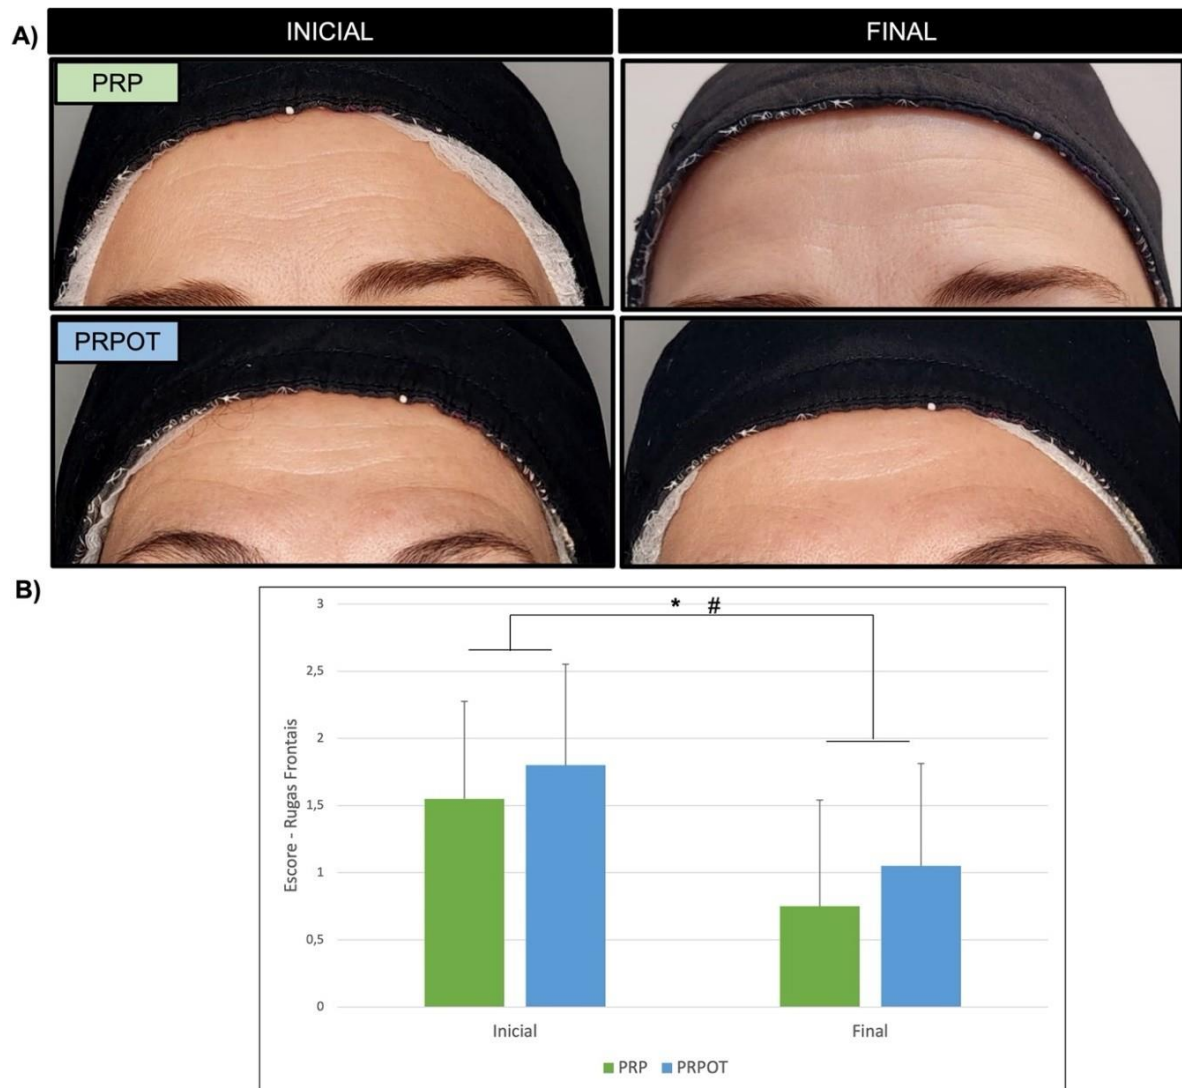 A)
INICIAL
FINAL
PRP
PRPOT
B)
* #
3
2,5
2
1,5
1
0,5
0
Escore - Rugas Frontais
Inicial
Final
PRP
PRPOT